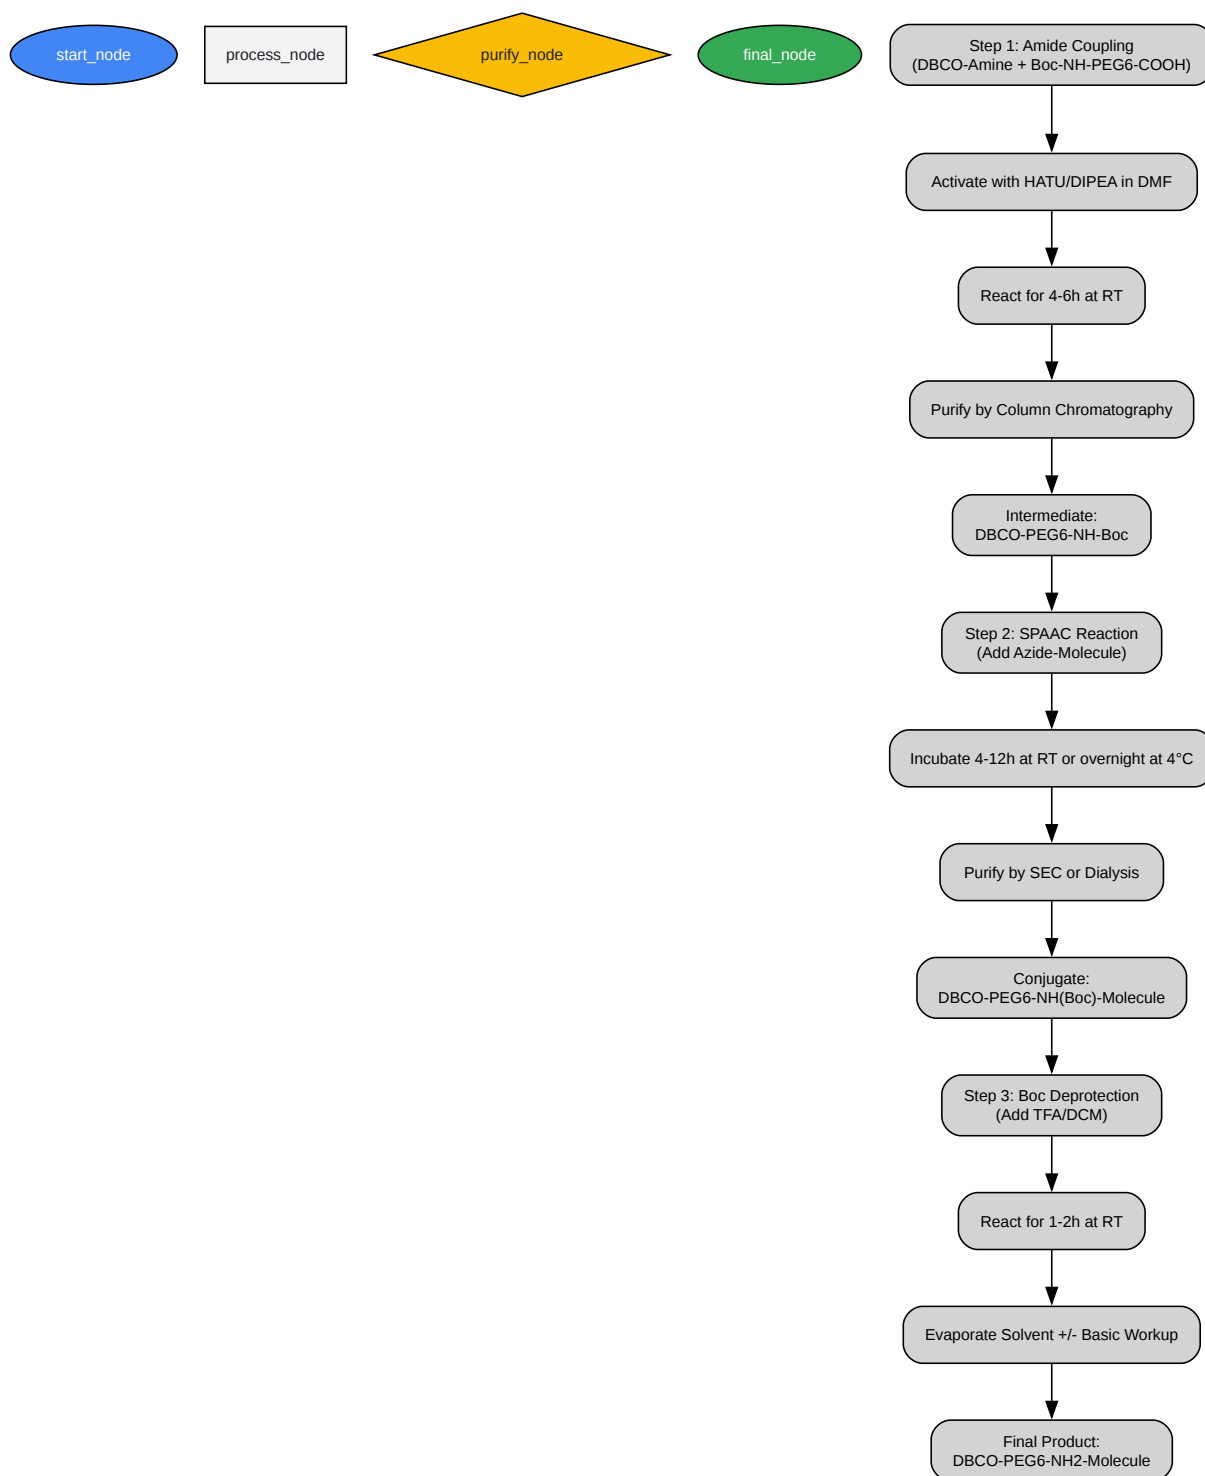 start_node
process_node
purify_node
final_node
Step 1: Amide Coupling
(DBCO-Amine + Boc-NH-PEG6-COOH)
Activate with HATU/DIPEA in DMF
React for 4-6h at RT
Purify by Column Chromatography
Intermediate:
DBCO-PEG6-NH-Boc
Step 2: SPAAC Reaction
(Add Azide-Molecule)
Incubate 4-12h at RT or overnight at 4°C
Purify by SEC or Dialysis
Conjugate:
DBCO-PEG6-NH(Boc)-Molecule
Step 3: Boc Deprotection
(Add TFA/DCM)
React for 1-2h at RT
Evaporate Solvent +/- Basic Workup
Final Product:
DBCO-PEG6-NH2-Molecule